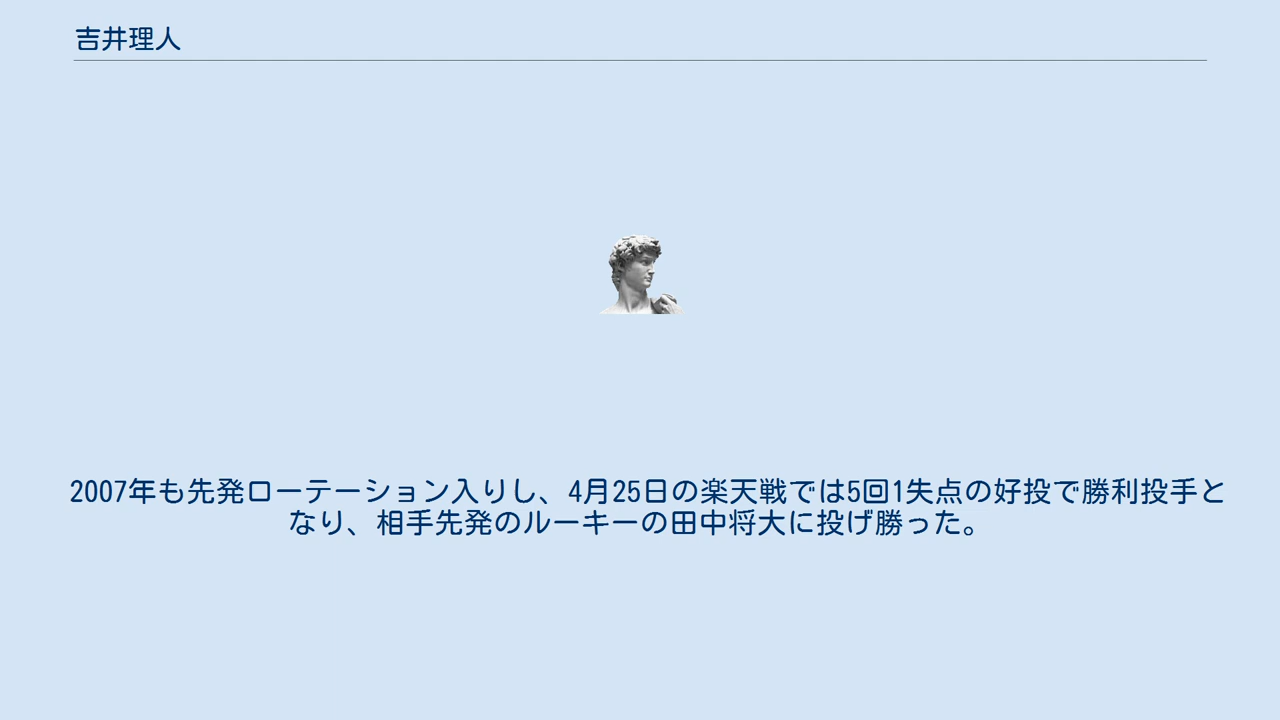 吉井理人
2007年も先発ローテーション入りし、4月25日の楽天戦では5回1失点の好投で勝利投手と
なり、相手先発のルーキーの田中将大に投げ勝った。